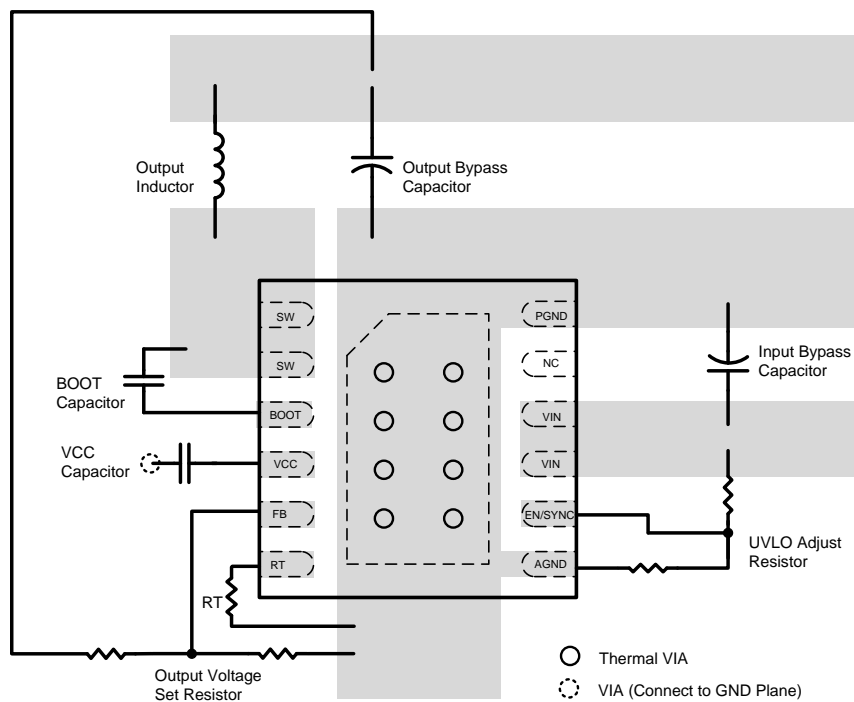 Output
Inductor
Output Bypass
Capacitor
SW
PGND
SW
NC
Input Bypass
Capacitor
BOOT
Capacitor
BOOT
VIN
VCC
Capacitor
VCC
VIN
FB
EN/SYNC
UVLO Adjust
Resistor
RT
AGND
RT
Output Voltage
Set Resistor
Thermal VIA
VIA (Connect to GND Plane)